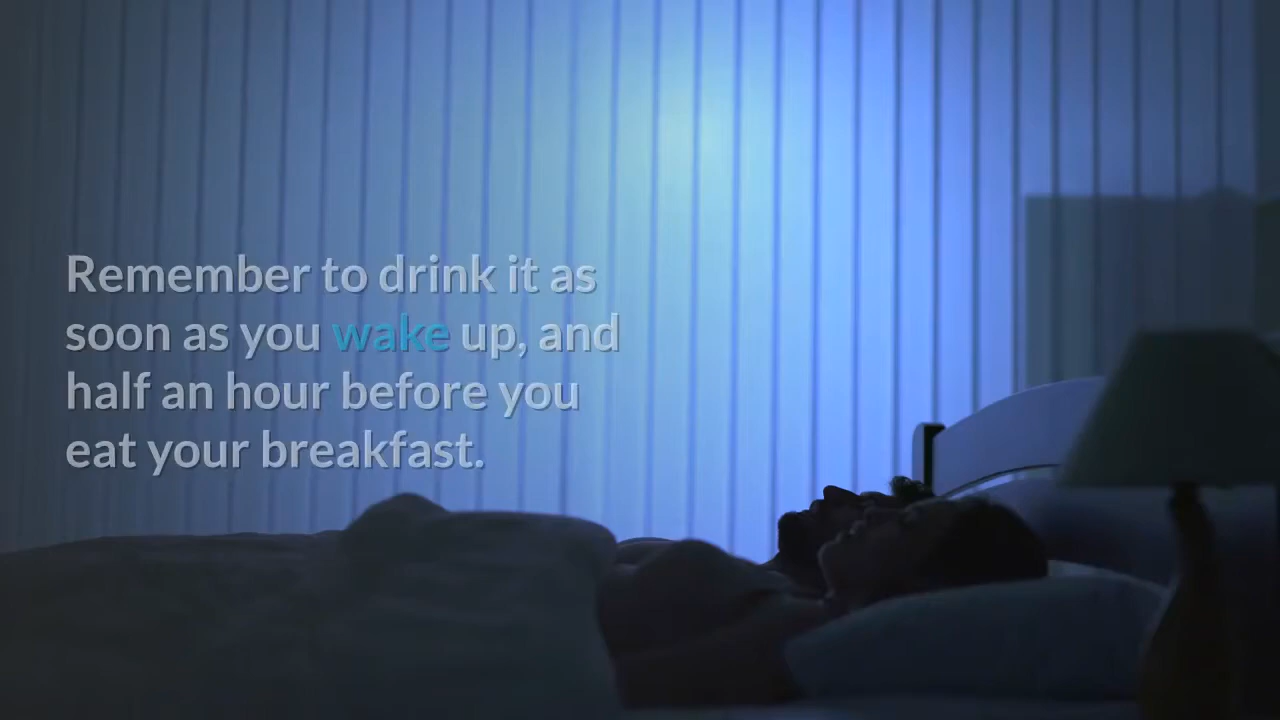 Remember to drink it as
soon as you wake up, and
half an hour before you
eat your breakfast.